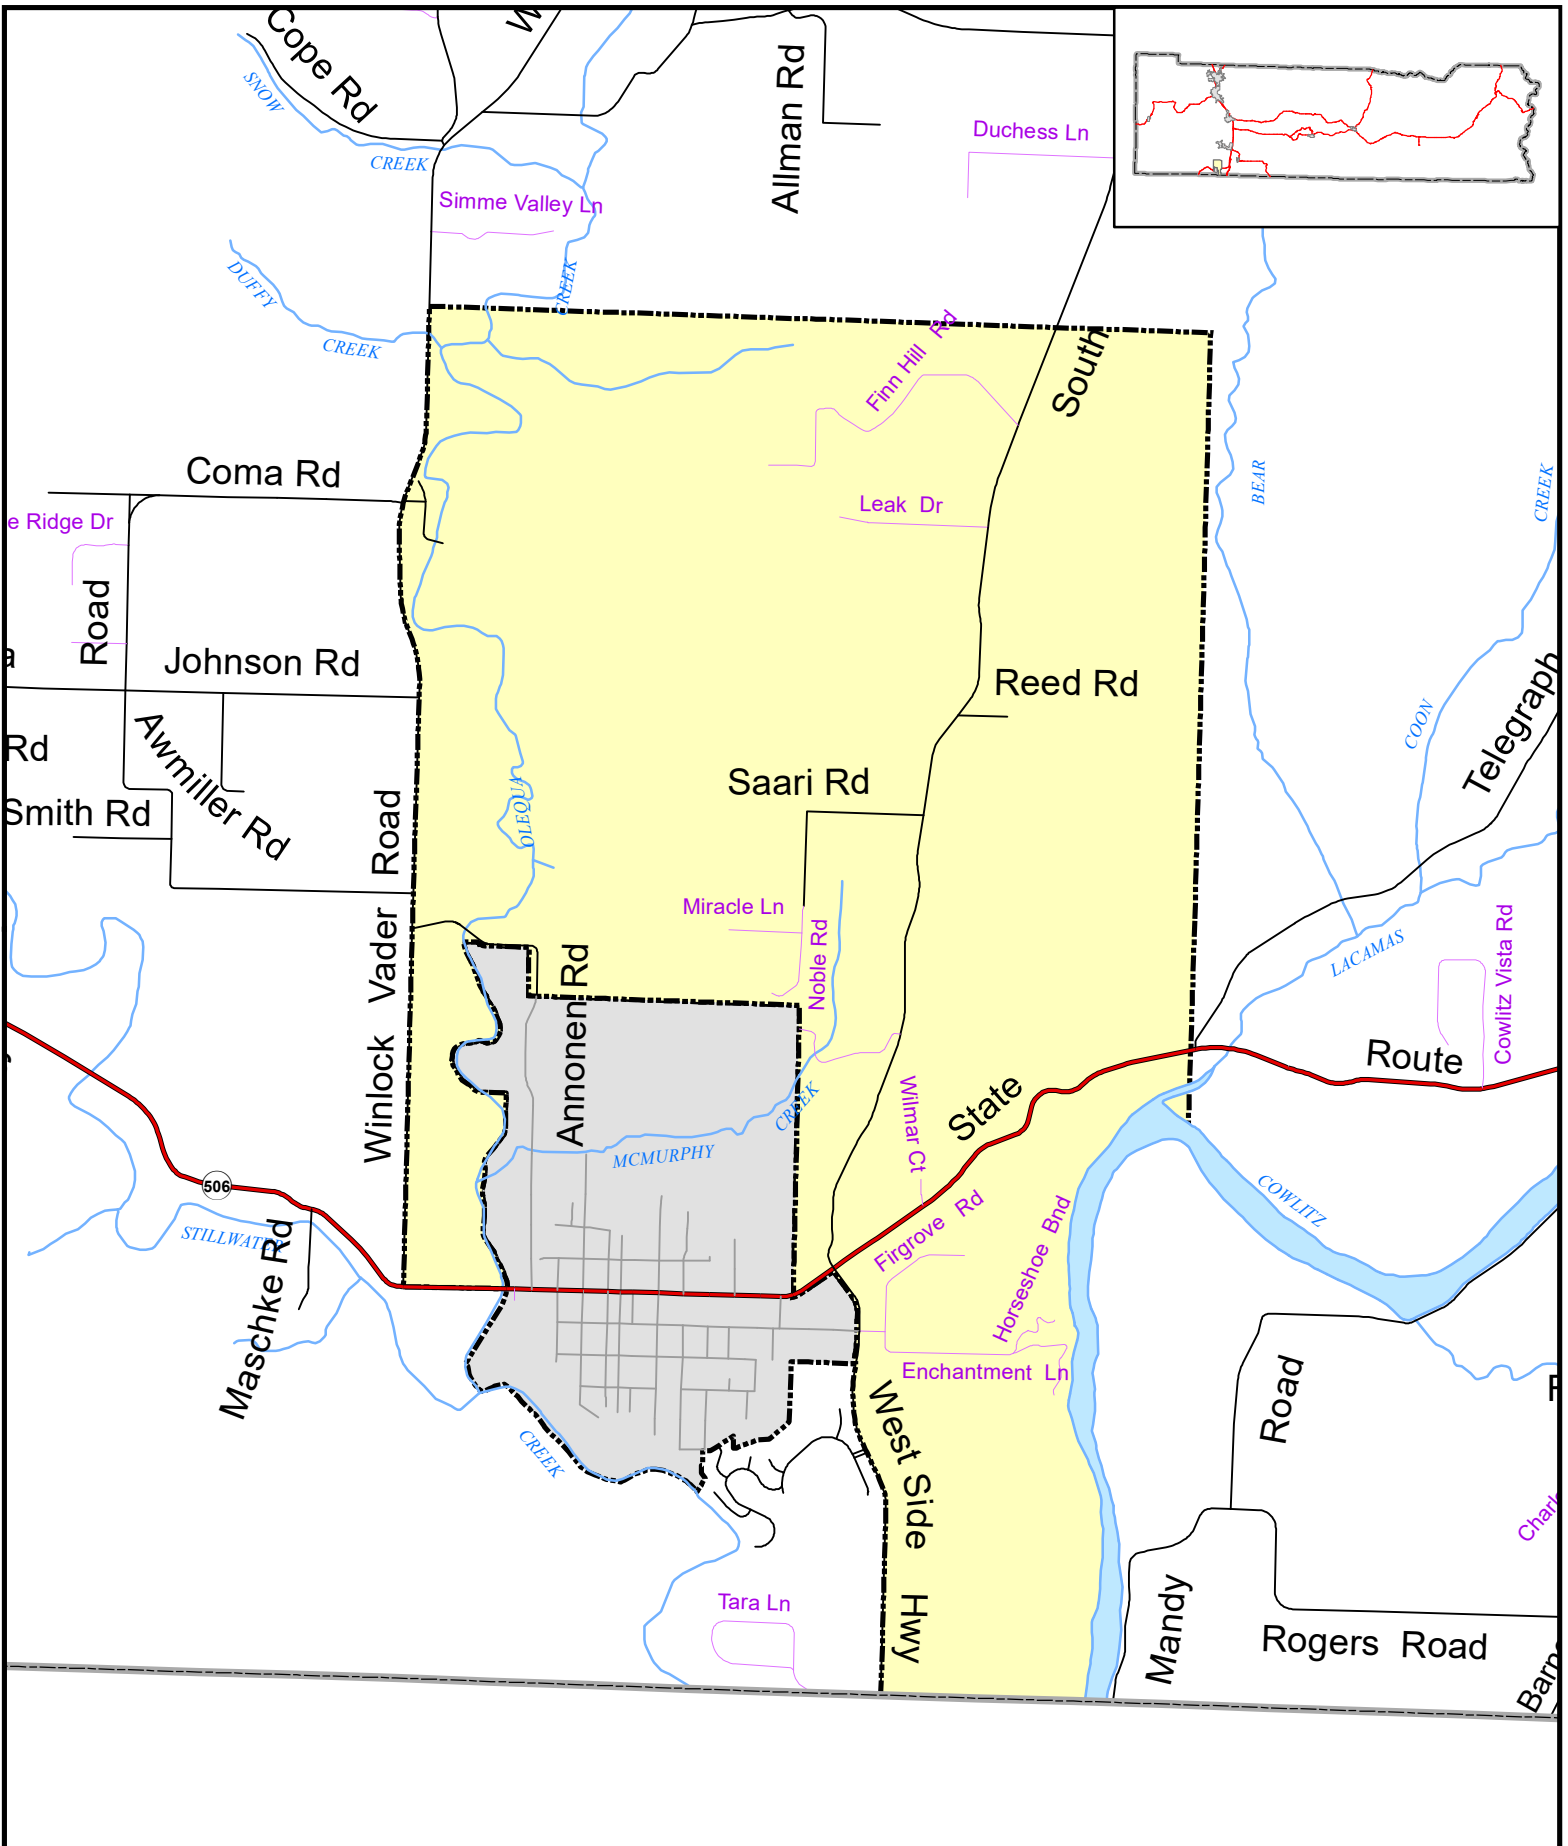 Cope Rd
W
Allman Rd
SNOW
CREEK
Duchess Ln
Simme Valley Ln
DUFFY
CREEK
CREEK
Finn Hill Rd
South
Coma Rd
BEAR
CREEK
Leak Dr
e Ridge Dr
Road
Johnson Rd
a
Reed Rd
Telegraph
COON
Rd
Awmiller Rd
Saari Rd
Smith Rd
OLEQUA
Winlock Vader Road
Miracle Ln
Noble Rd
Annonen Rd
LACAMAS
Cowlitz Vista Rd
Route
State
Wilmar Ct
CREEK
MCMURPHY
506
COWLITZ
STILLWATER
Maschke Rd
Firgrove Rd
Horseshoe Bnd
Enchantment Ln
Road
West Side Hwy
CREEK
Charl
Tara Ln
Mandy
Rogers Road
Barn